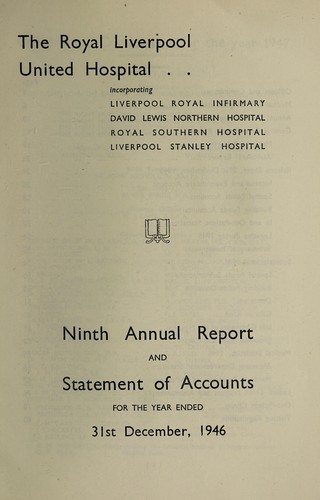 The Royal Liverpool
United Hospital . .
incorporating
LIVERPOOL ROYAL INFIRMARY
DAVID LEWIS NORTHERN HOSPITAL
ROYAL SOUTHERN HOSPITAL
LIVERPOOL STANLEY HOSPITAL
Ninth Annual Report
AND
Statement of Accounts
FOR THE YEAR ENDED
31st December, 1946